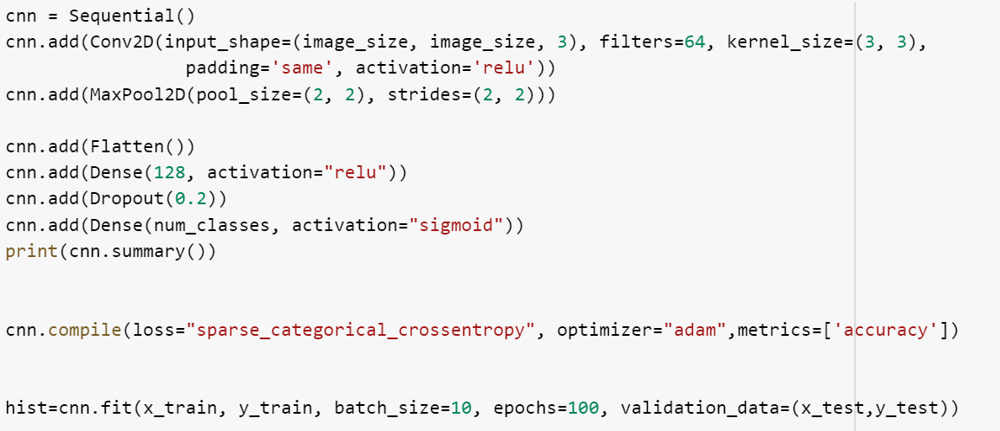 cnn = Sequential()
cnn.add(Conv2D(input_shape=(image_size, image_size, 3), filters=64, kernel_size=(3, 3),
                 padding='same', activation='relu'))
cnn.add(MaxPool2D(pool_size=(2, 2), strides=(2, 2)))
cnn.add(Flatten())
cnn.add(Dense(128, activation="relu"))
cnn.add(Dropout(0.2))
cnn.add(Dense(num_classes, activation="sigmoid"))
print(cnn.summary())
cnn.compile(loss="sparse_categorical_crossentropy", optimizer="adam",metrics=['accuracy'])
hist=cnn.fit(x_train, y_train, batch_size=10, epochs=100, validation_data=(x_test,y_test))